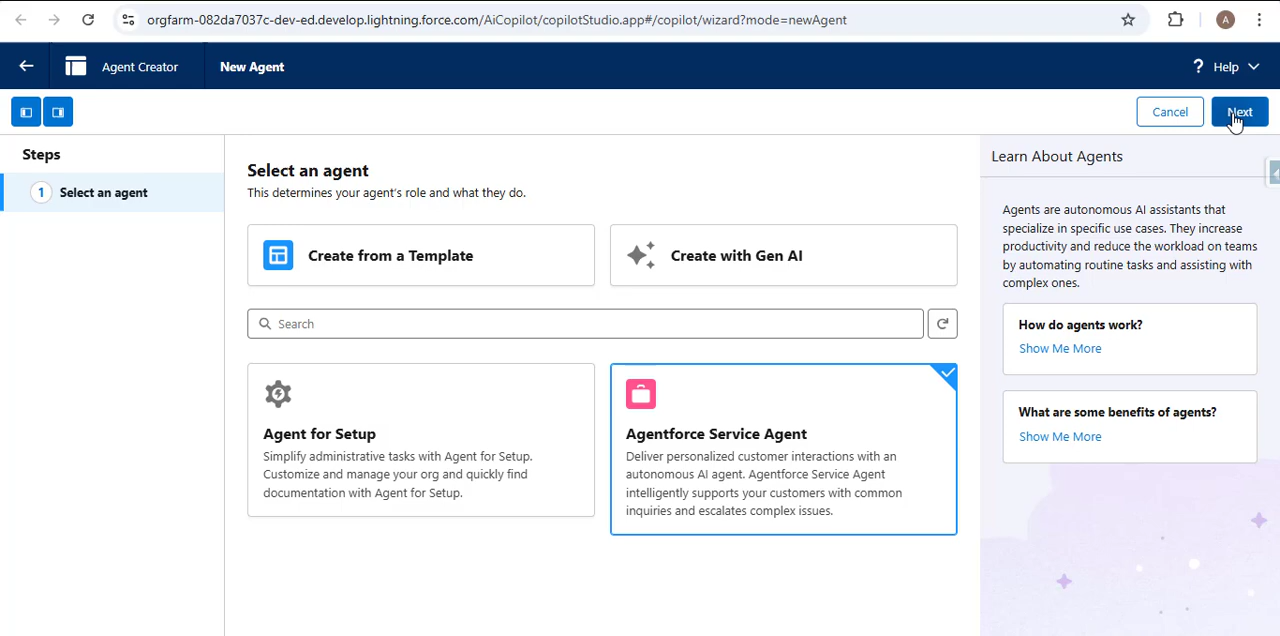 orgfarm-082da7037c-dev-ed.develop.lightning.force.com/AiCopilot/copilotStudio.app#/copilot/wizard?mode=newAgent
A
Agent Creator
New Agent
? Help
Cancel
Next
Steps
1 Select an agent
Select an agent
This determines your agent's role and what they do.
Create from a Template
Create with Gen AI
Search
Agent for Setup
Simplify administrative tasks with Agent for Setup.
Customize and manage your org and quickly find
documentation with Agent for Setup.
Agentforce Service Agent
Deliver personalized customer interactions with an
autonomous AI agent. Agentforce Service Agent
intelligently supports your customers with common
inquiries and escalates complex issues.
Learn About Agents
Agents are autonomous AI assistants that
specialize in specific use cases. They increase
productivity and reduce the workload on teams
by automating routine tasks and assisting with
complex ones.
How do agents work?
Show Me More
What are some benefits of agents?
Show Me More